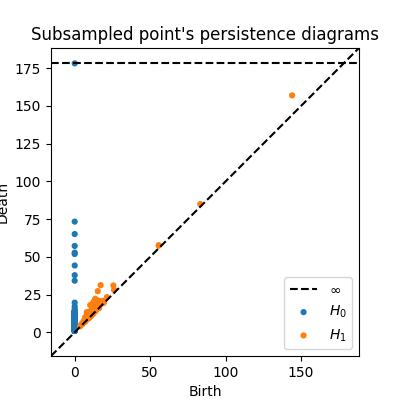 Subsampled point's persistence diagrams
175
150
125
100
75
50
25
0
Death
0
50
100
150
Birth
∞
H₀
H₁